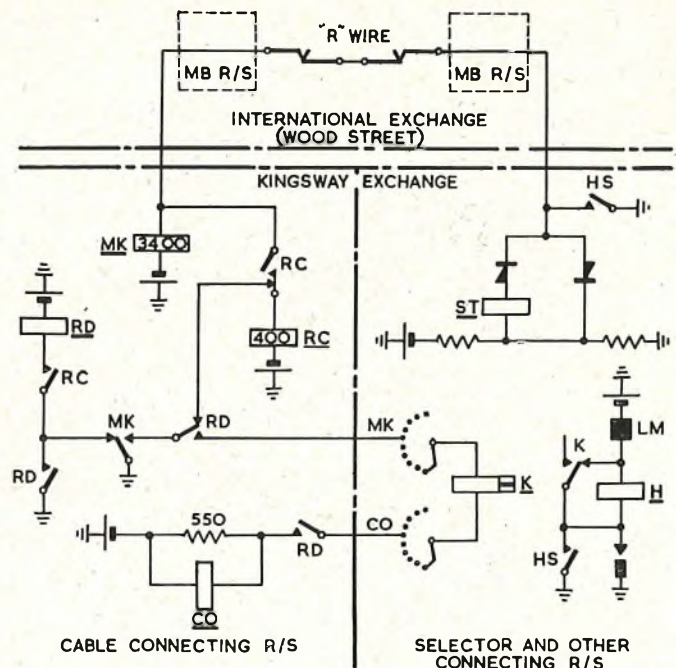 "R" WIRE
MB R/S
MB R/S
INTERNATIONAL EXCHANGE
(WOOD STREET)
KINGSWAY EXCHANGE
HS
MK 3400
RC
ST
RD
400 RC
RC
MK
RD
MK
LM
K
K
H
RD
550
RD
CO
HS
CO
CABLE CONNECTING R/S
SELECTOR AND OTHER
CONNECTING R/S